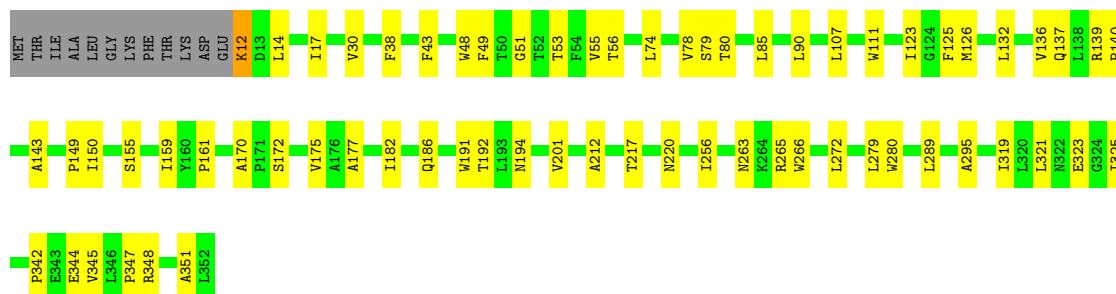 MET THR ILE ALA LEU GLY LYS PHE THR LYS ASP GLU K12 D13 L14 I17 V30 F38 F43 W48 F49 T50 G51 T52 T53 F54 V55 T56 L74 V78 S79 T80 L85 L90 L107 W111 I123 G124 F125 M126 L132 V136 Q137 L138 R139
A143 P149 I150 S155 I159 Y160 P161 A170 P171 S172 V175 A176 A177 I182 Q186 W191 T192 L193 N194 V201 A212 T217 N220 I256 N263 K264 R265 W266 L272 L279 W280 L289 A295 I319 L320 L321 N322 E323 G324
P342 E343 E344 V345 L346 P347 R348 A351 L352